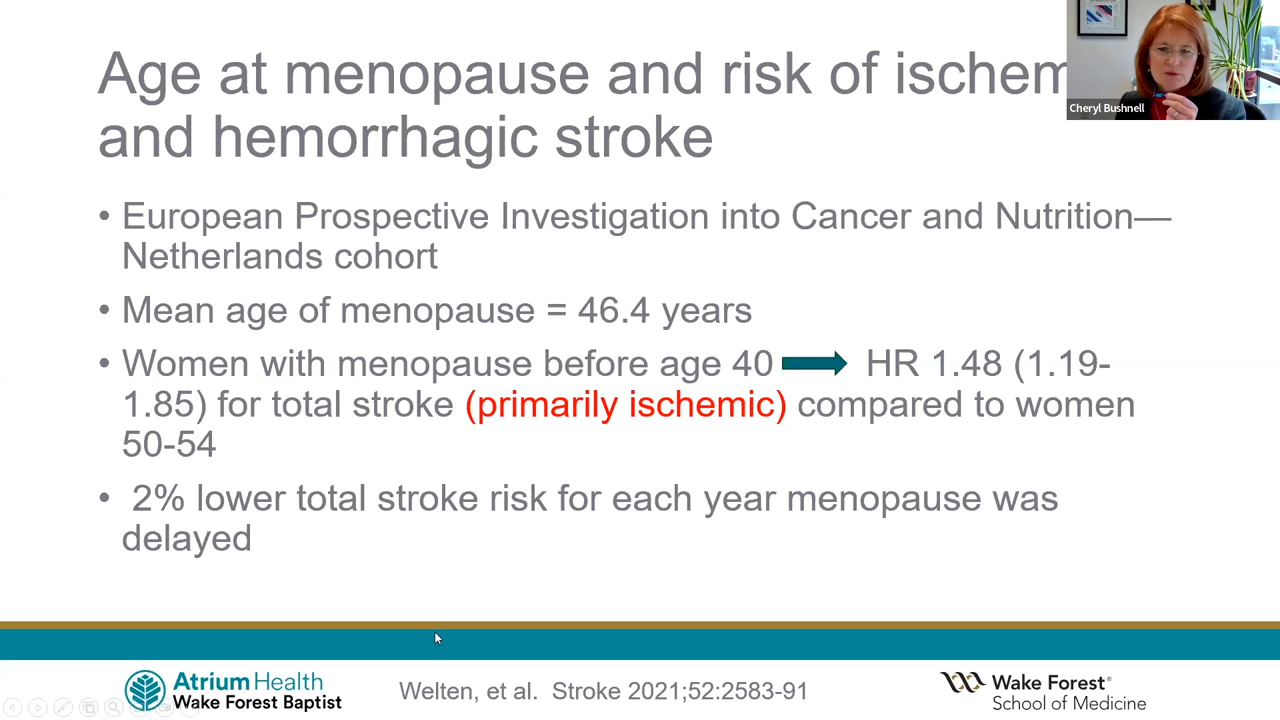 Age at menopause and risk of ischem
and hemorrhagic stroke
Cheryl Bushnell
• European Prospective Investigation into Cancer and Nutrition—
Netherlands cohort
• Mean age of menopause = 46.4 years
• Women with menopause before age 40 HR 1.48 (1.19-
1.85) for total stroke (primarily ischemic) compared to women
50-54
• 2% lower total stroke risk for each year menopause was
delayed
Atrium Health
Wake Forest Baptist
Welten, et al. Stroke 2021;52:2583-91
Wake Forest®
School of Medicine